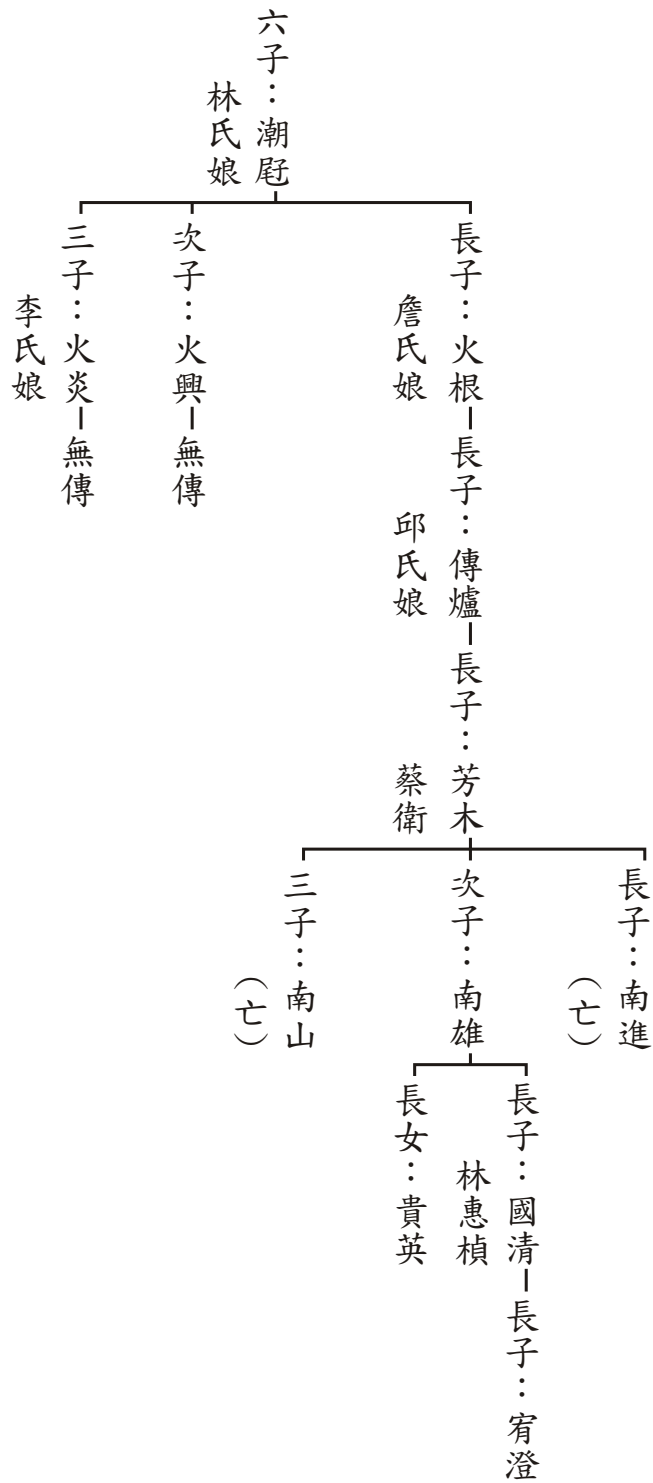 六子：潮
林氏娘
長子：火根－長子：傳爐－長子：芳木
詹氏娘
邱氏娘
蔡衛
長子：南進
（亡）
次子：南雄
長子：國清－長子：宥澄
林惠楨
長女：貴英
三子：南山
（亡）
次子：火興－無傳
三子：火炎－無傳
李氏娘